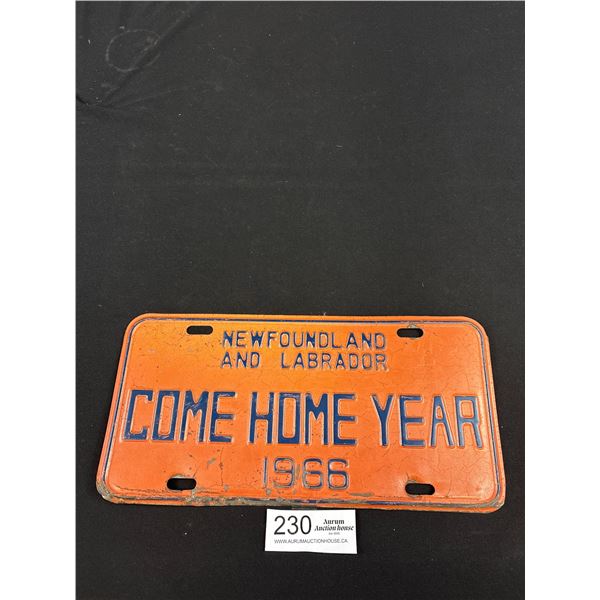 NEWFOUNDLAND
AND LABRADOR
COME HOME YEAR
1966
230 Aurum
Auction house
WWW.AURUMAUCTIONHOUSE.CA